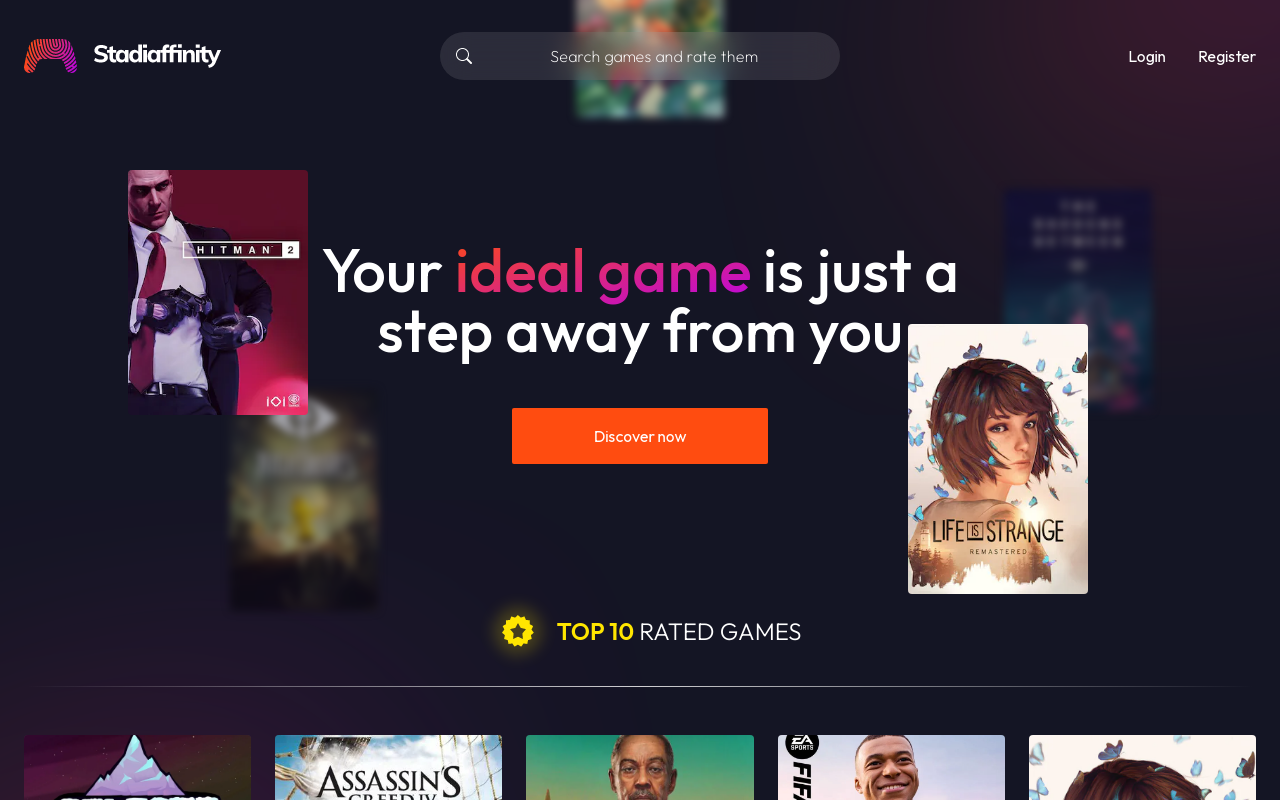 Stadiaffinity
Search games and rate them
Login
Register
HITMAN 2
Your ideal game is just a
step away from you
Discover now
LIFE IS STRANGE
REMASTERED
TOP 10 RATED GAMES
ASSASSIN'S
CREED IV
EA
SPORTS
FIFA